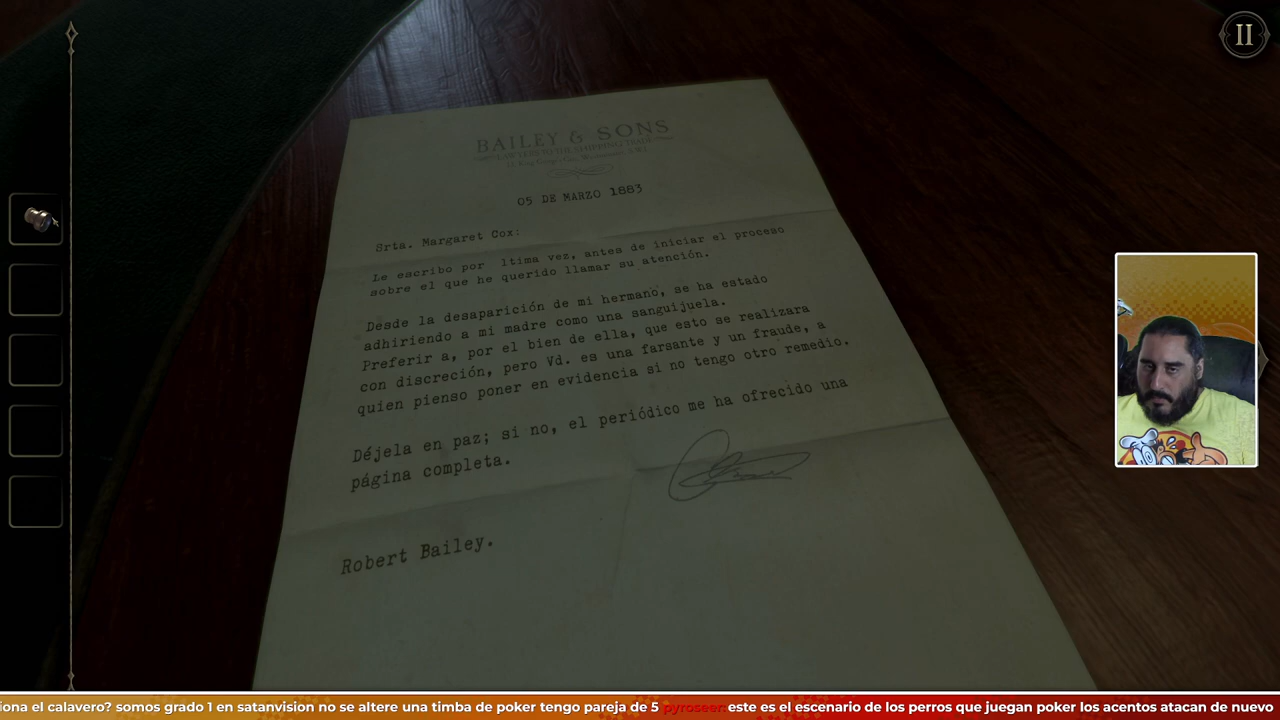 II
BAILEY & SONS
LAWYERS TO THE SHIPPING TRADE
05 DE MARZO 1883
Srta. Margaret Cox:
Le escribo por ltima vez, antes de iniciar el proceso
sobre el que he querido llamar su atención.
Desde la desaparición de mi hermano, se ha estado
adhiriendo a mi madre como una sanguijuela.
Preferir a, por el bien de ella, que esto se realizara
con discreción, pero Vd. es una farsante y un fraude, a
quien pienso poner en evidencia si no tengo otro remedio.
Déjela en paz; si no, el periódico me ha ofrecido una
página completa.
Robert Bailey.
iona el calavero? somos grado 1 en satanvision no se altere una timba de poker tengo pareja de 5 pyroseer: este es el escenario de los perros que juegan poker los acentos atacan de nuevo